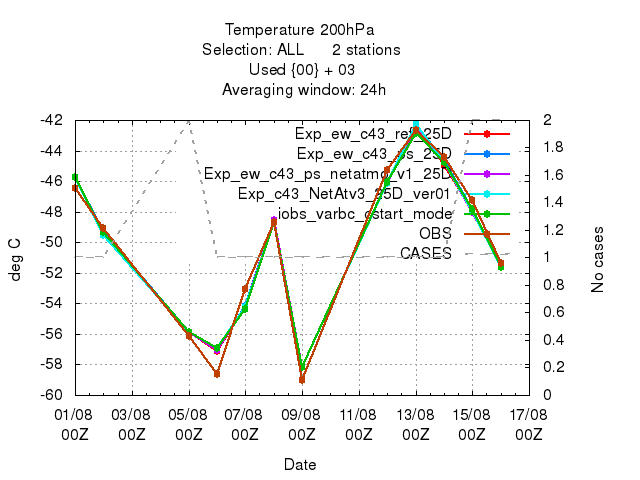 Temperature 200hPa
Selection: ALL 2 stations
Used {00} + 03
Averaging window: 24h
-42
-44
-46
-48
-50
-52
-54
-56
-58
-60
deg C
2
1.8
1.6
1.4
1.2
1
0.8
0.6
0.4
0.2
0
No cases
Exp_ew_c43_ref_25D
Exp_ew_c43_ps_25D
Exp_ew_c43_ps_netatmo_v1_25D
Exp_c43_NetAtv3_25D_ver01
OBS
CASES
01/08 03/08 05/08 07/08 09/08 11/08 13/08 15/08 17/08
00Z 00Z 00Z 00Z 00Z 00Z 00Z 00Z 00Z
Date